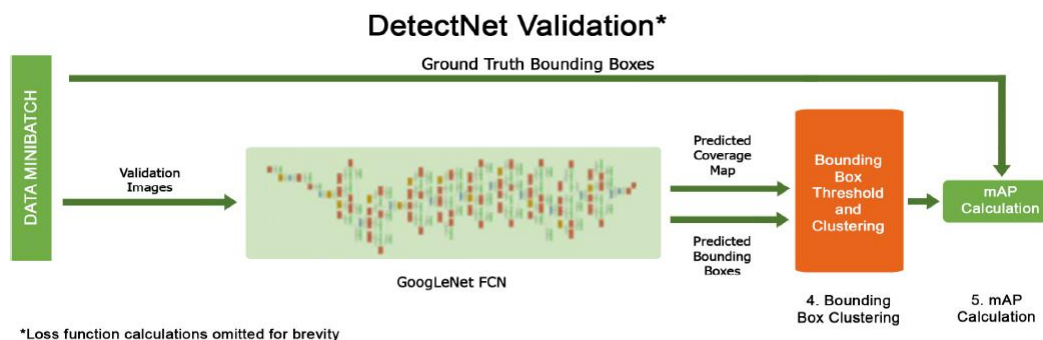 DetectNet Validation*
Ground Truth Bounding Boxes
DATA MINIBATCH
Validation
Images
GoogLeNet FCN
Predicted
Coverage
Map
Predicted
Bounding
Boxes
Bounding
Box
Threshold
and
Clustering
mAP
Calculation
4. Bounding
Box Clustering
5. mAP
Calculation
*Loss function calculations omitted for brevity